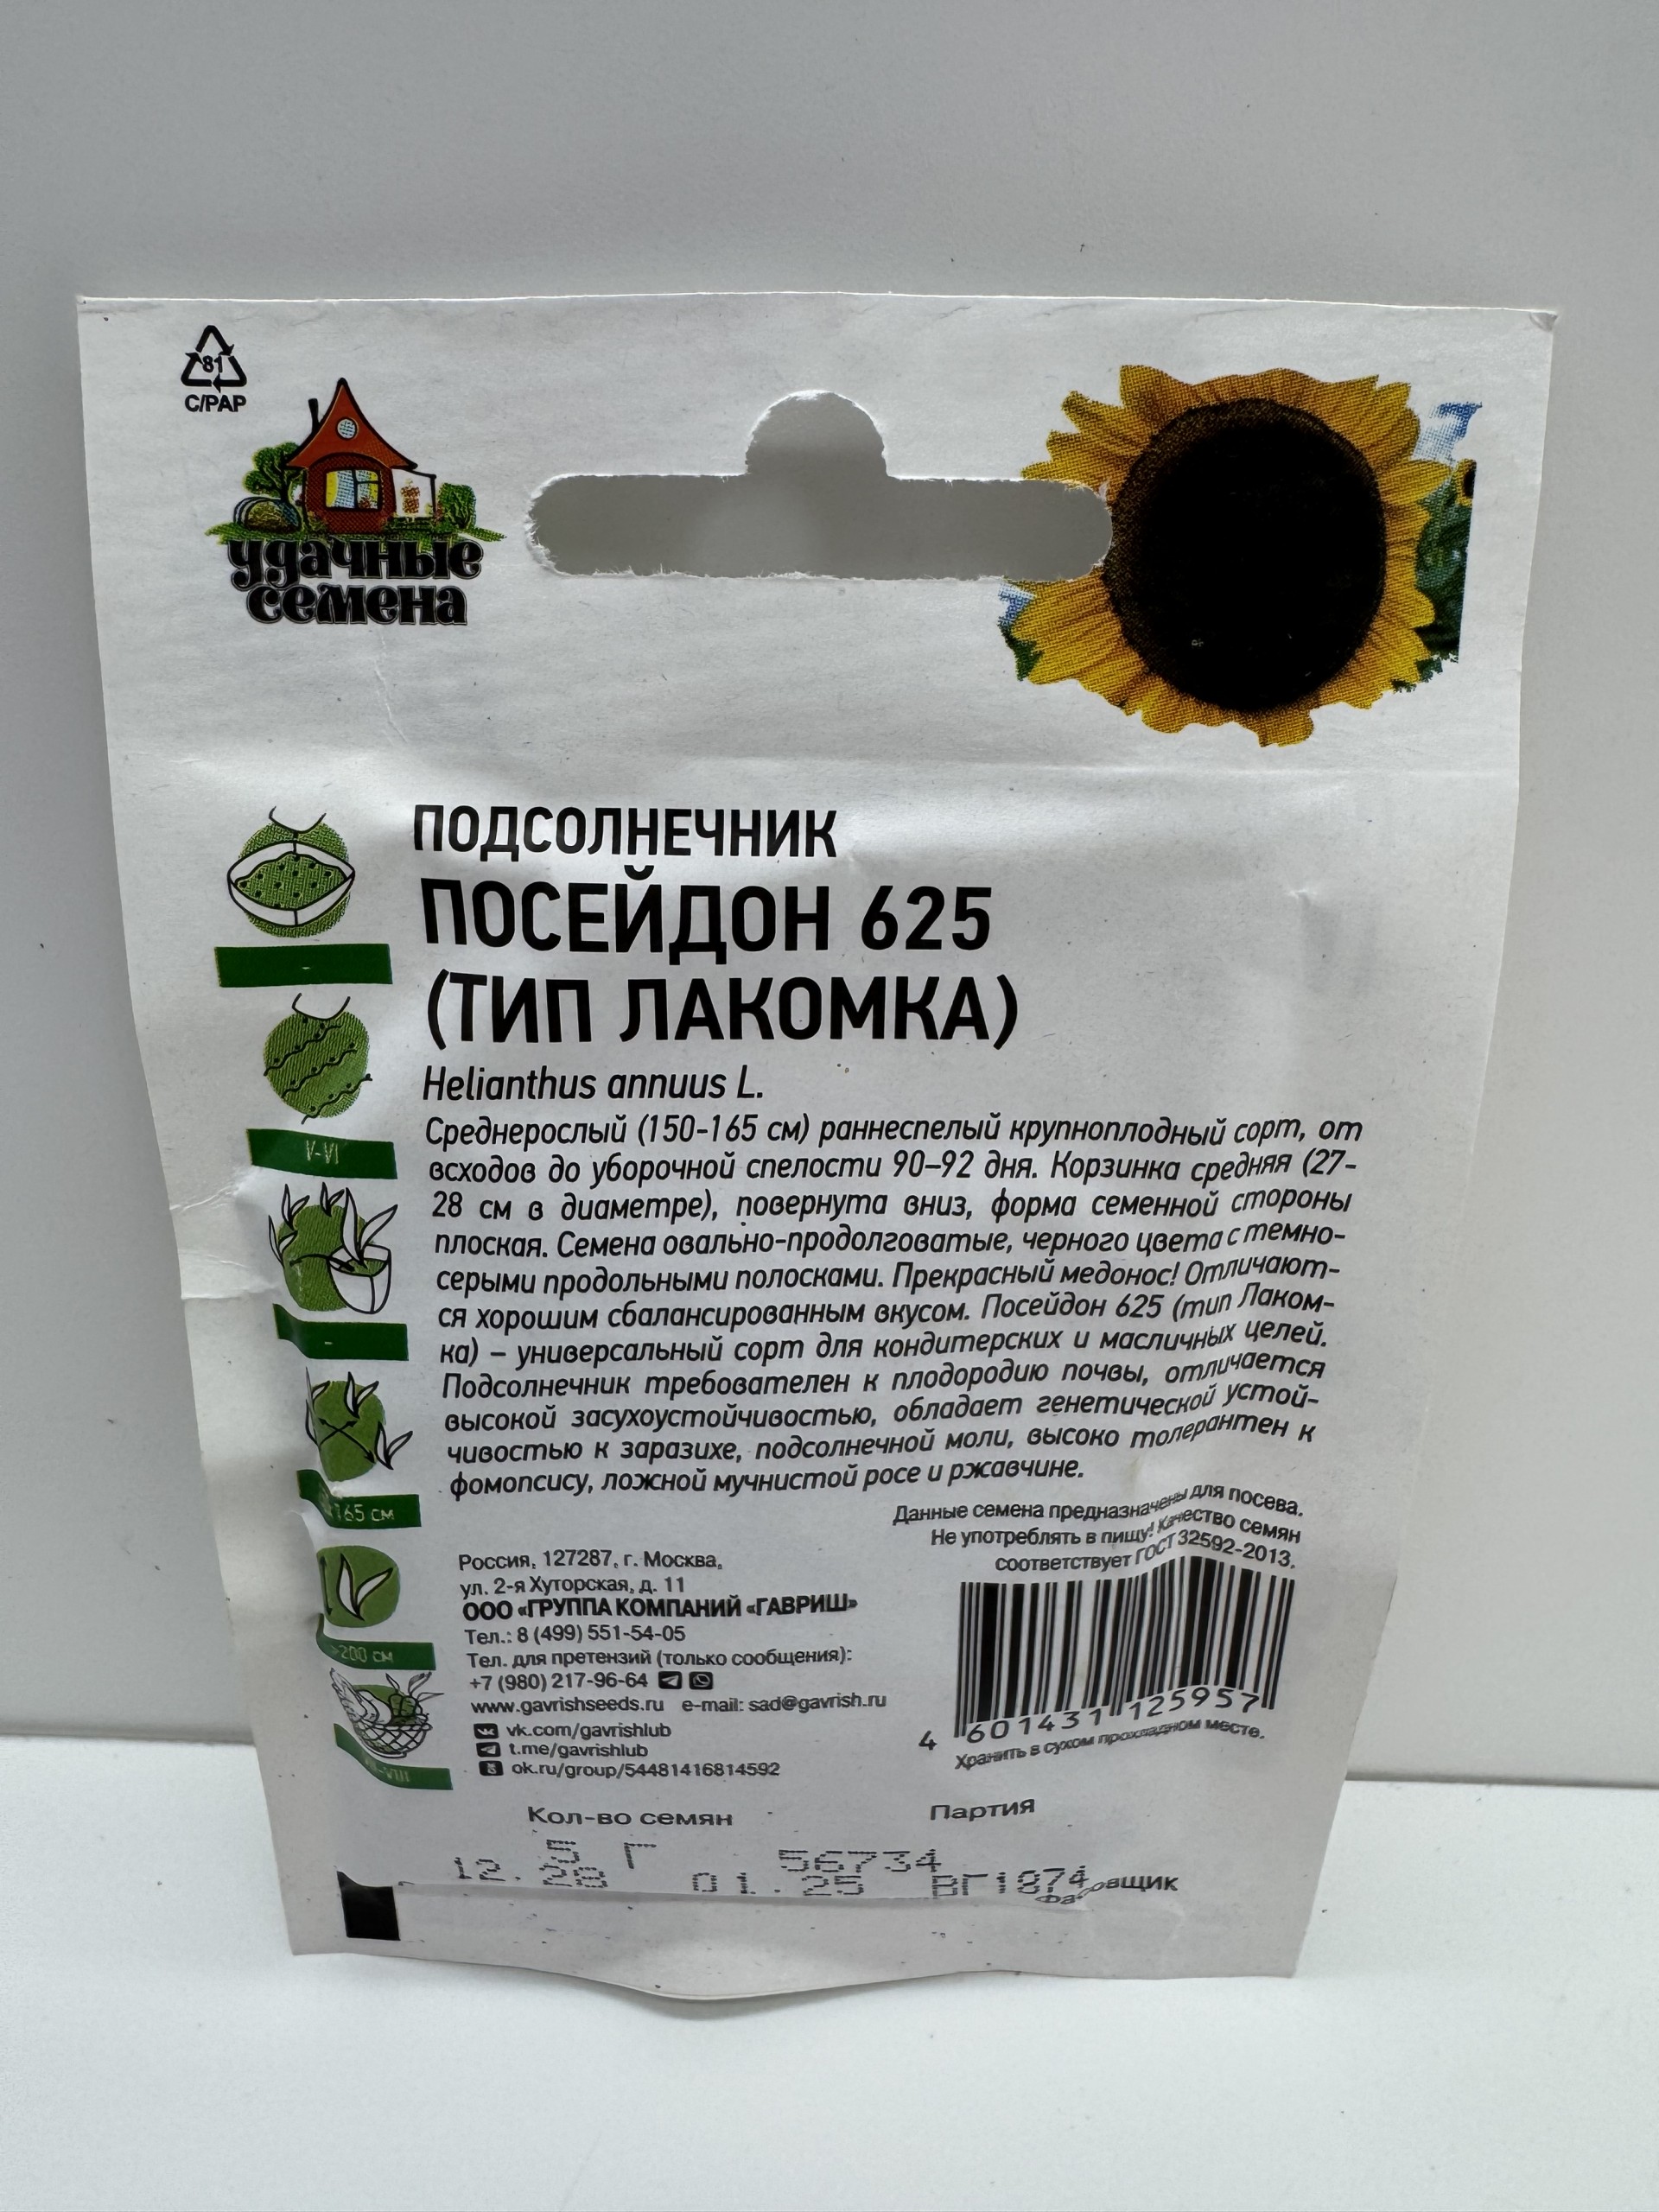 81
C/PAP
удачные
семена
ПОДСОЛНЕЧНИК
ПОСЕЙДОН 625
(ТИП ЛАКОМКА)
Helianthus annuus L.
Среднерослый (150-165 см) раннеспелый крупноплодный сорт, от
всходов до уборочной спелости 90–92 дня. Корзинка средняя (27-
28 см в диаметре), повернута вниз, форма семенной стороны
плоская. Семена овально-продолговатые, черного цвета с темно-
серыми продольными полосками. Прекрасный медонос! Отличают-
ся хорошим сбалансированным вкусом. Посейдон 625 (тип Лаком-
ка) – универсальный сорт для кондитерских и масличных целей.
Подсолнечник требователен к плодородию почвы, отличается
высокой засухоустойчивостью, обладает генетической устой-
чивостью к заразихе, подсолнечной моли, высоко толерантен к
фомопсису, ложной мучнистой росе и ржавчине.
-
V-VI
-
165 см
>200 см
-VIII
Данные семена предназначены для посева.
Не употреблять в пищу! Качество семян
соответствует ГОСТ 32592-2013.
Россия, 127287, г. Москва,
ул. 2-я Хуторская, д. 11
ООО «ГРУППА КОМПАНИЙ «ГАВРИШ»
Тел.: 8 (499) 551-54-05
Тел. для претензий (только сообщения):
+7 (980) 217-96-64
www.gavrishseeds.ru e-mail: sad@gavrish.ru
vk.com/gavrishlub
t.me/gavrishlub
ok.ru/group/54481416814592
4 601431 125957
Хранить в сухом прохладном месте.
Кол-во семян Партия
5 Г 56734
12.28 01.25 ВГ1874
Фасовщик